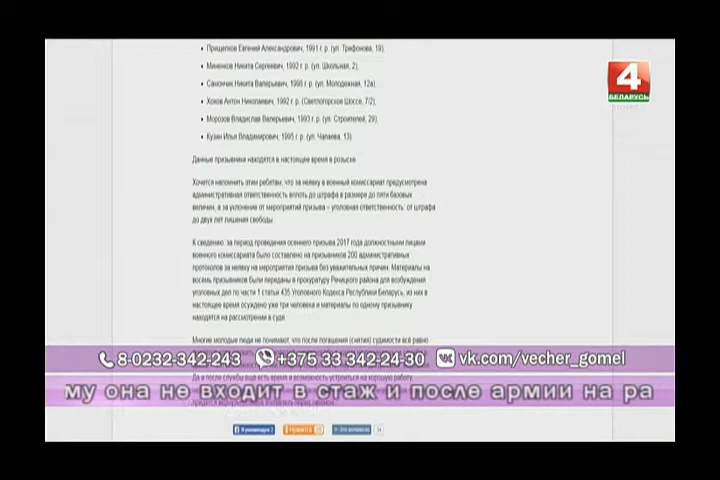 Прищепков Евгений Александрович, 1991 г. р. (ул. Трифонова, 19),
Миненков Никита Сергеевич, 1992 г. р. (ул. Школьная, 2),
4
БЕЛАРУСЬ
Самончик Никита Валерьевич, 1998 г. р. (ул. Молодежная, 12а),
Хохов Антон Николаевич, 1992 г. р. (Светлогорское Шоссе, 7/2),
Морозов Владислав Валерьевич, 1993 г. р. (ул. Строителей, 29),
Кузин Илья Владимирович, 1995 г. р. (ул. Чапаева, 13)
Данные призывники находятся в настоящее время в розыске
Хочется напомнить этим ребятам, что за неявку в военный комиссариат предусмотрена
административная ответственность вплоть до штрафа в размере до пяти базовых
величин, а за уклонение от мероприятий призыва – уголовная ответственность: от штрафа
до двух лет лишения свободы.
К сведению: за период проведения осеннего призыва 2017 года должностными лицами
военного комиссариата было составлено на призывников 200 административных
протоколов за неявку на мероприятия призыва без уважительных причин. Материалы на
восемь призывников были переданы в прокуратуру Речицкого района для возбуждения
уголовных дел по части 1 статьи 435 Уголовного Кодекса Республики Беларусь, из них в
настоящее время осуждено уже три человека и материалы по одному призывнику
находятся на рассмотрении в суде.
Многие молодые люди не понимают, что после погашения (снятия) судимости всё равно
8-0232-342-243 +375 33 342-24-30 vk.com/vecher_gomel
Да и после службы ещё есть время и возможность устроиться на хорошую работу
му она не входит в стаж и после армии на ра